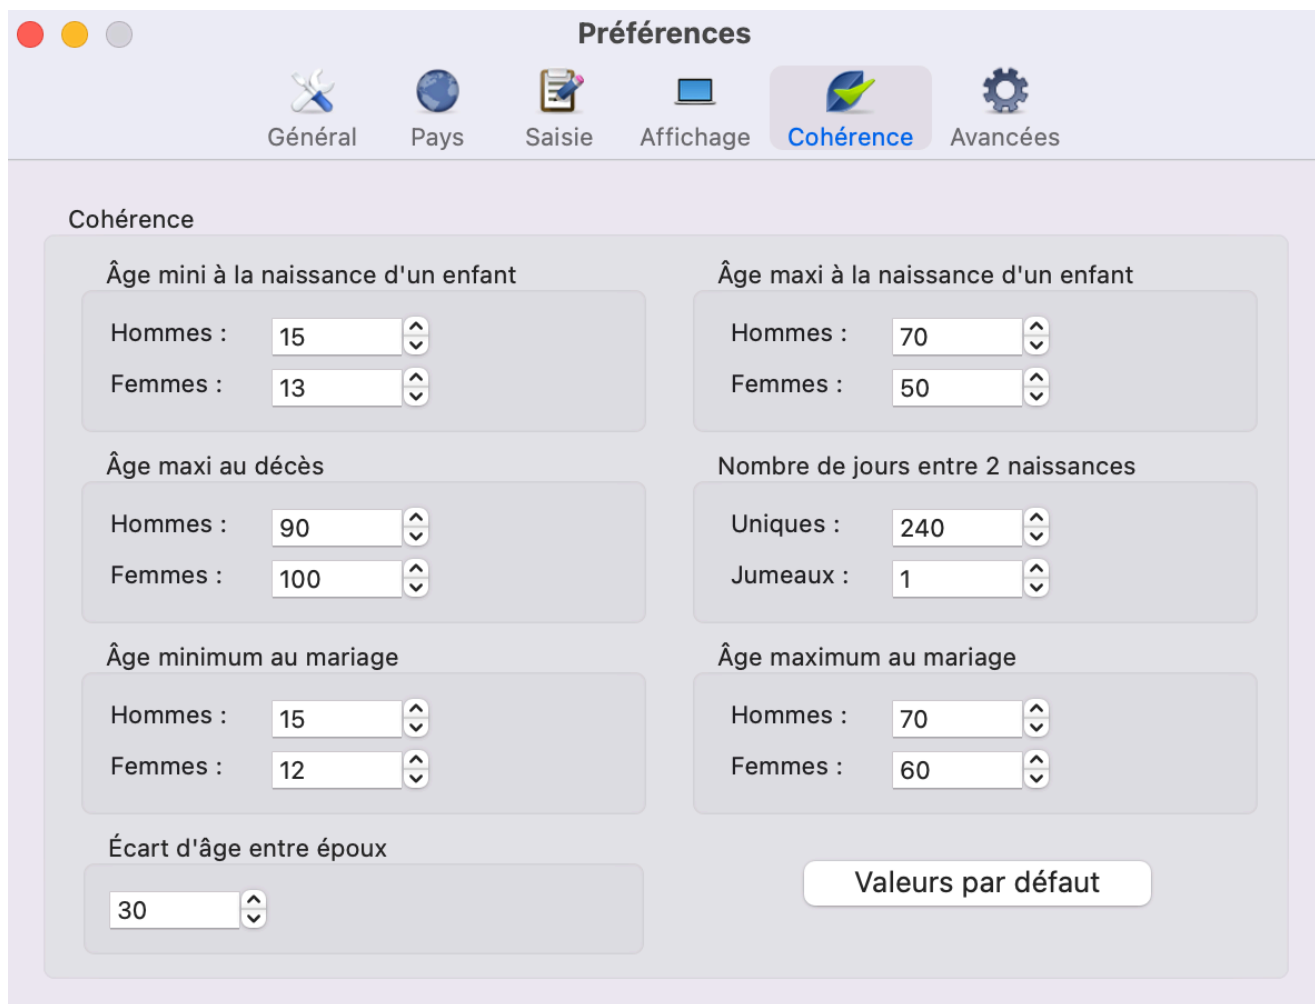 Préférences
Général Pays Saisie Affichage Cohérence Avancées
Cohérence
Âge mini à la naissance d'un enfant
Hommes : 15
Femmes : 13
Âge maxi à la naissance d'un enfant
Hommes : 70
Femmes : 50
Âge maxi au décès
Hommes : 90
Femmes : 100
Nombre de jours entre 2 naissances
Uniques : 240
Jumeaux : 1
Âge minimum au mariage
Hommes : 15
Femmes : 12
Âge maximum au mariage
Hommes : 70
Femmes : 60
Écart d'âge entre époux
30
Valeurs par défaut